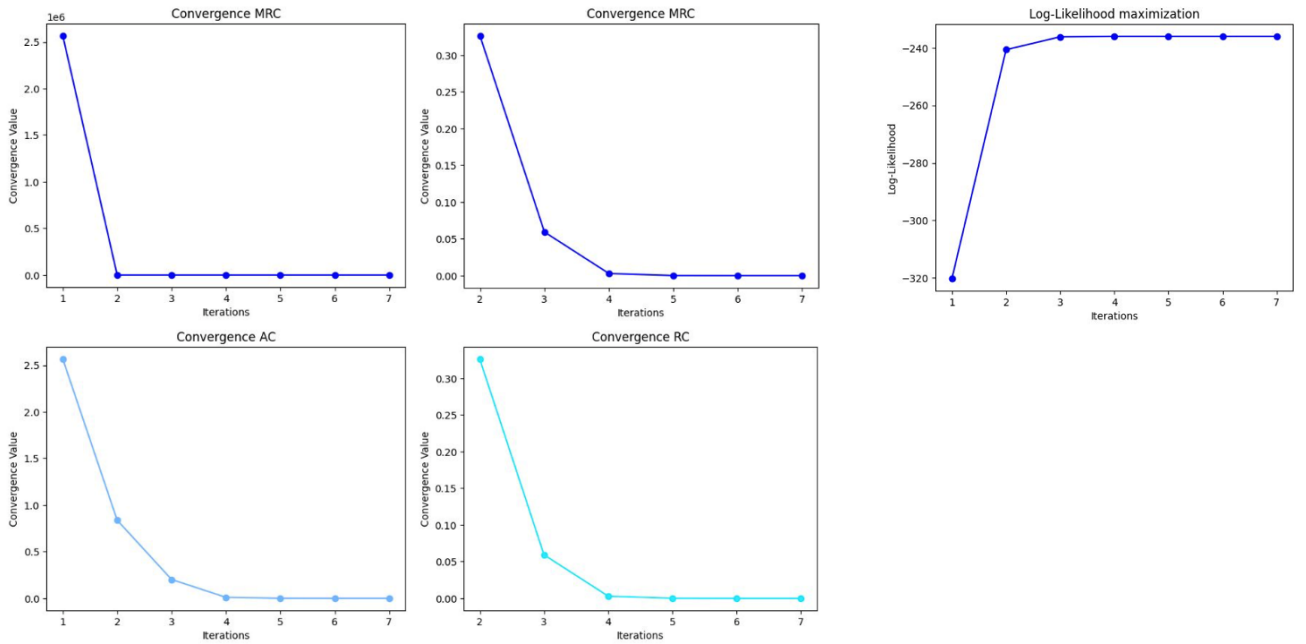 Convergence MRC
1e6
2.5
2.0
1.5
1.0
0.5
0.0
Convergence Value
1 2 3 4 5 6 7
Iterations
Convergence MRC
0.30
0.25
0.20
0.15
0.10
0.05
0.00
Convergence Value
2 3 4 5 6 7
Iterations
Log-Likelihood maximization
−240
−260
−280
−300
−320
Log-Likelihood
1 2 3 4 5 6 7
Iterations
Convergence AC
2.5
2.0
1.5
1.0
0.5
0.0
Convergence Value
1 2 3 4 5 6 7
Iterations
Convergence RC
0.30
0.25
0.20
0.15
0.10
0.05
0.00
Convergence Value
2 3 4 5 6 7
Iterations